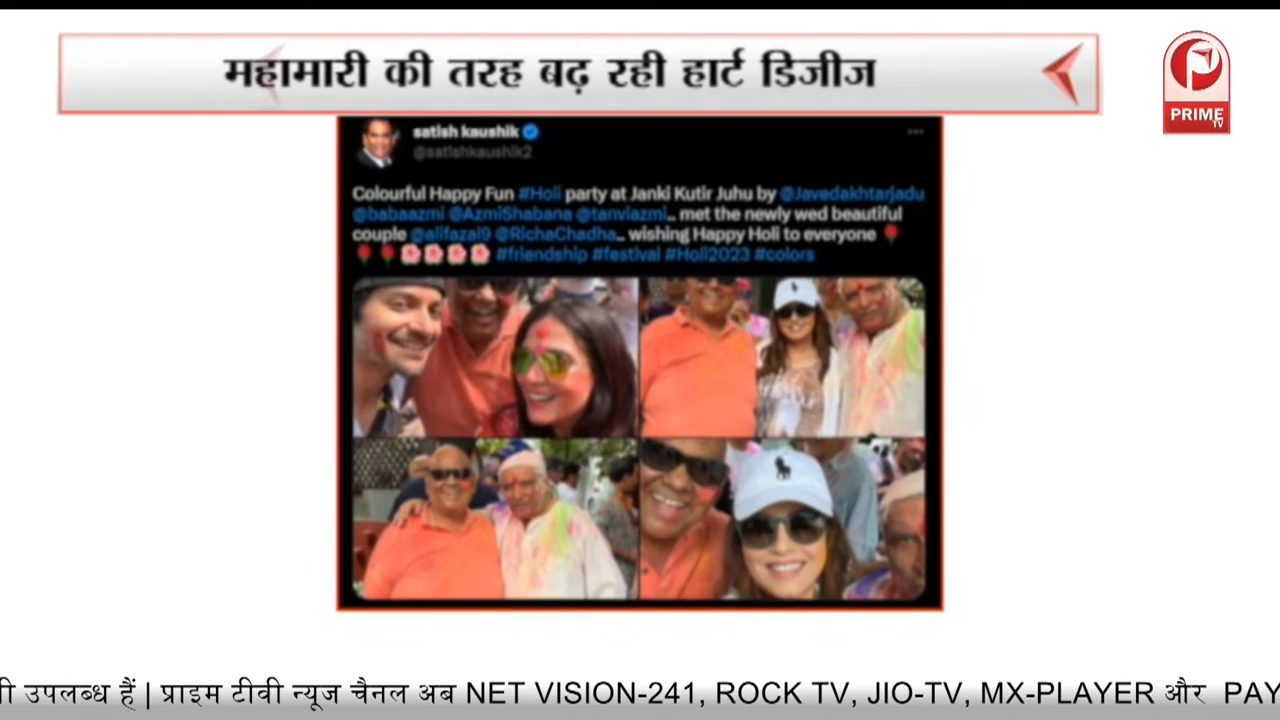 महामारी की तरह बढ़ रही हार्ट डिजीज
PRIME
TV
satish kaushik
@satishkaushik2
Colourful Happy Fun #Holi party at Janki Kutir Juhu by @Javedakhtarjadu
@babaazmi @AzmiShabana @tanviazmi.. met the newly wed beautiful
couple @alifazal9 @RichaChadha.. wishing Happy Holi to everyone 🌹
🌹🌹🌺🌺🌺🌺 #friendship #festival #Holi2023 #colors
ी उपलब्ध हैं | प्राइम टीवी न्यूज चैनल अब NET VISION-241, ROCK TV, JIO-TV, MX-PLAYER और PAY